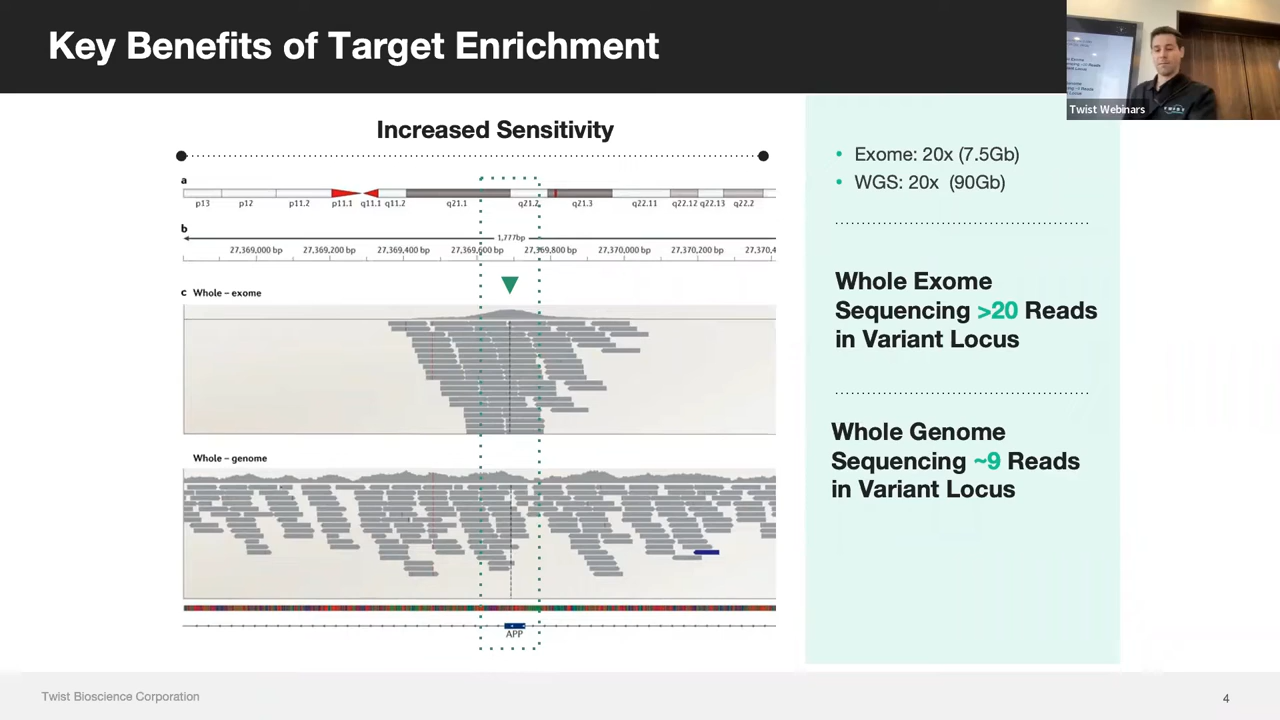 Key Benefits of Target Enrichment
Twist Webinars
TWIST
Increased Sensitivity
a
p13 p12 p11.2 p11.1 q11.1 q11.2 q21.1 q21.2 q21.3 q22.11 q22.12 q22.13 q22.2
b
1,777bp
27,369,000 bp 27,369,200 bp 27,369,400 bp 27,369,600 bp 27,369,800 bp 27,370,000 bp 27,370,200 bp 27,370,4
c Whole – exome
Whole – genome
APP
• Exome: 20x (7.5Gb)
• WGS: 20x (90Gb)
Whole Exome
Sequencing >20 Reads
in Variant Locus
Whole Genome
Sequencing ~9 Reads
in Variant Locus
Twist Bioscience Corporation
4